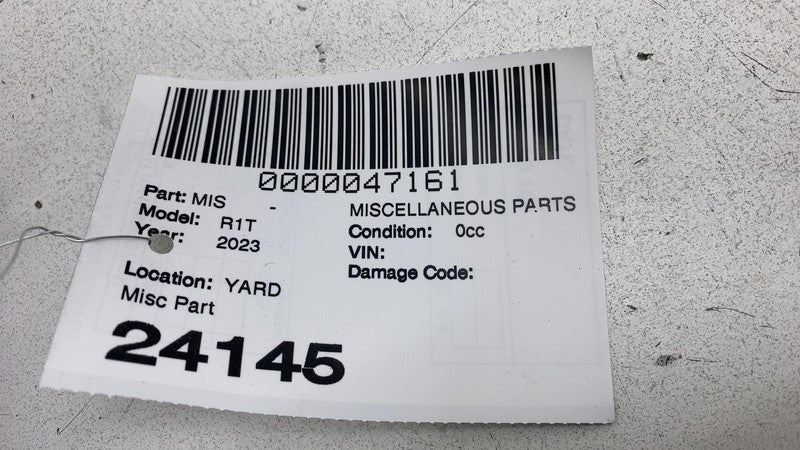 0000047161
Part: MIS - MISCELLANEOUS PARTS
Model: R1T Condition: 0cc
Year: 2023 VIN:
Damage Code:
Location: YARD
Misc Part
24145